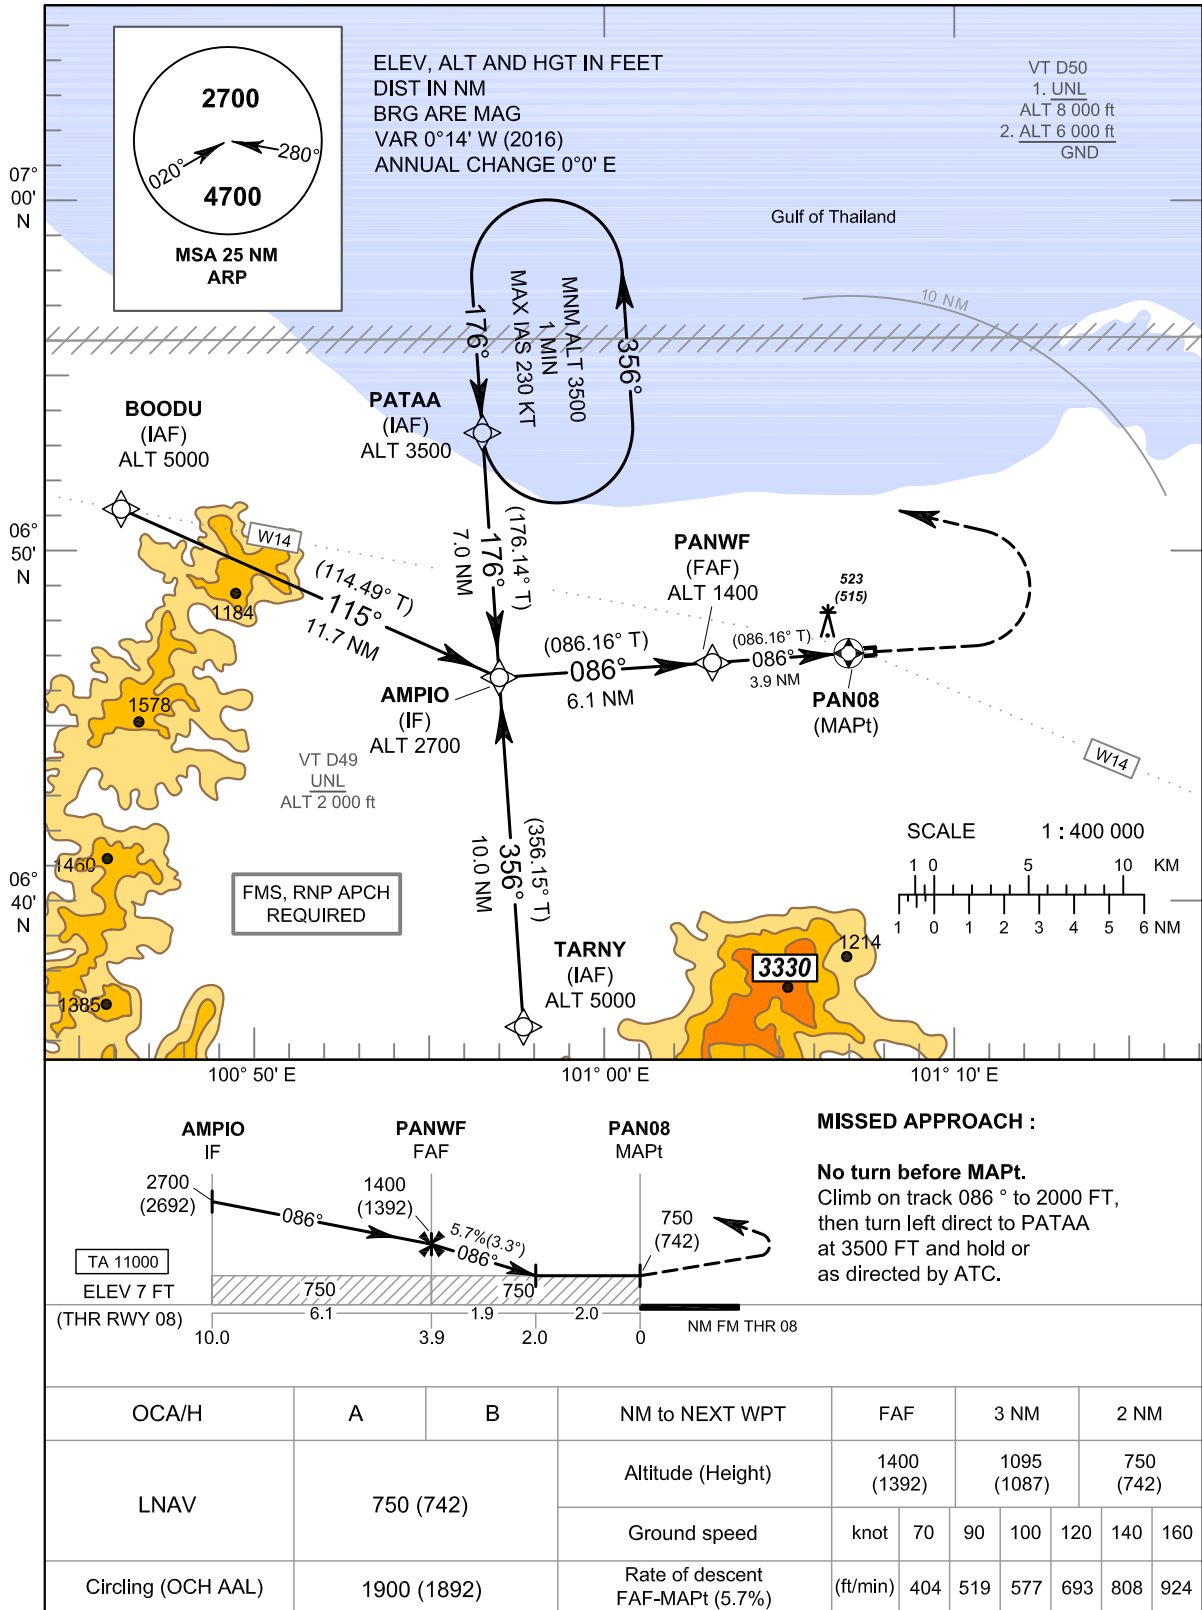 2700
020°
280°
4700
MSA 25 NM
ARP
ELEV, ALT AND HGT IN FEET
DIST IN NM
BRG ARE MAG
VAR 0°14' W (2016)
ANNUAL CHANGE 0°0' E
VT D50
1. UNL
ALT 8 000 ft
2. ALT 6 000 ft
GND
07°
00'
N
Gulf of Thailand
10 NM
176°
MAX IAS 230 KT
1 MIN
MNM ALT 3500
356°
PATAA
(IAF)
ALT 3500
BOODU
(IAF)
ALT 5000
06°
50'
N
W14
1184
(114.49° T)
115°
11.7 NM
(176.14° T)
176°
7.0 NM
PANWF
(FAF)
ALT 1400
523
(515)
(086.16° T)
086°
6.1 NM
(086.16° T)
086°
3.9 NM
AMPIO
(IF)
ALT 2700
PAN08
(MAPt)
1578
VT D49
UNL
ALT 2 000 ft
W14
(356.15° T)
356°
10.0 NM
SCALE 1 : 400 000
1 0 5 10 KM
1 0 1 2 3 4 5 6 NM
1460
06°
40'
N
FMS, RNP APCH
REQUIRED
TARNY
(IAF)
ALT 5000
1214
3330
1385
100° 50' E
101° 00' E
101° 10' E
AMPIO
IF
PANWF
FAF
PAN08
MAPt
2700
(2692)
086°
1400
(1392)
5.7%(3.3°)
086°
750
(742)
TA 11000
ELEV 7 FT
(THR RWY 08)
750
750
6.1
1.9
2.0
10.0
3.9
2.0
0
NM FM THR 08
MISSED APPROACH :
No turn before MAPt.
Climb on track 086 ° to 2000 FT,
then turn left direct to PATAA
at 3500 FT and hold or
as directed by ATC.
OCA/H A B NM to NEXT WPT FAF 3 NM 2 NM
LNAV 750 (742)
Altitude (Height) 1400 (1392) 1095 (1087) 750 (742)
Ground speed knot 70 90 100 120 140 160
Circling (OCH AAL) 1900 (1892)
Rate of descent
FAF-MAPt (5.7%) (ft/min) 404 519 577 693 808 924